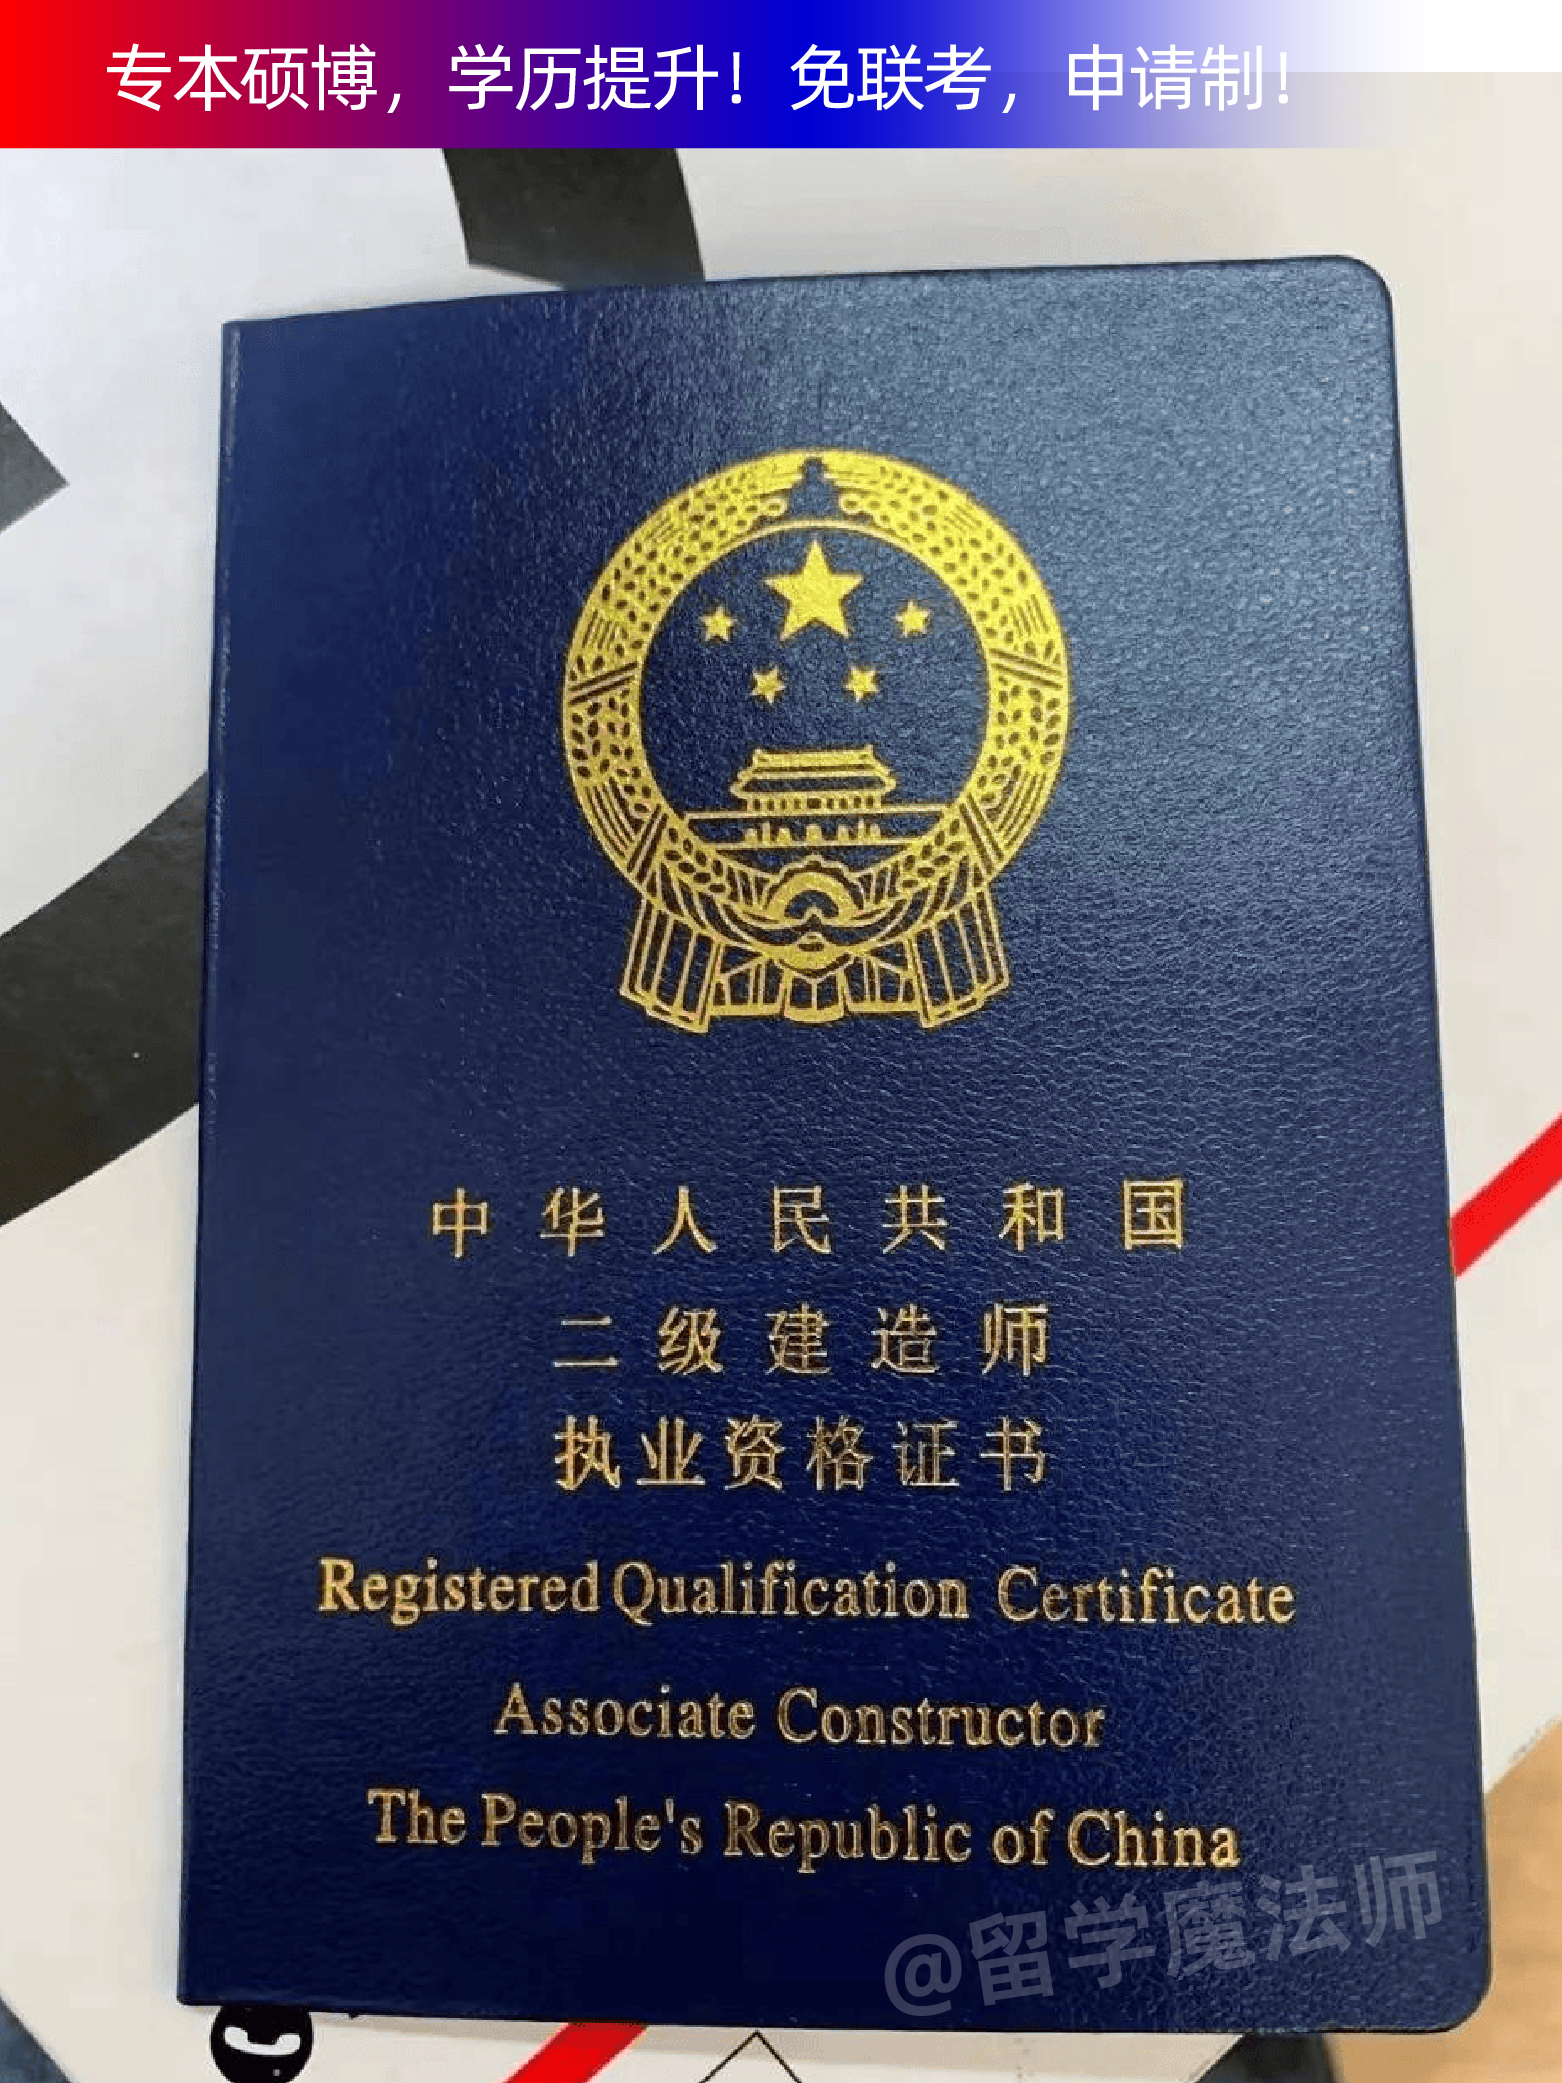 专本硕博，学历提升！免联考，申请制！
中华人民共和国
二级建造师
执业资格证书
Registered Qualification Certificate
Associate Constructor
The People's Republic of China
@留学魔法师